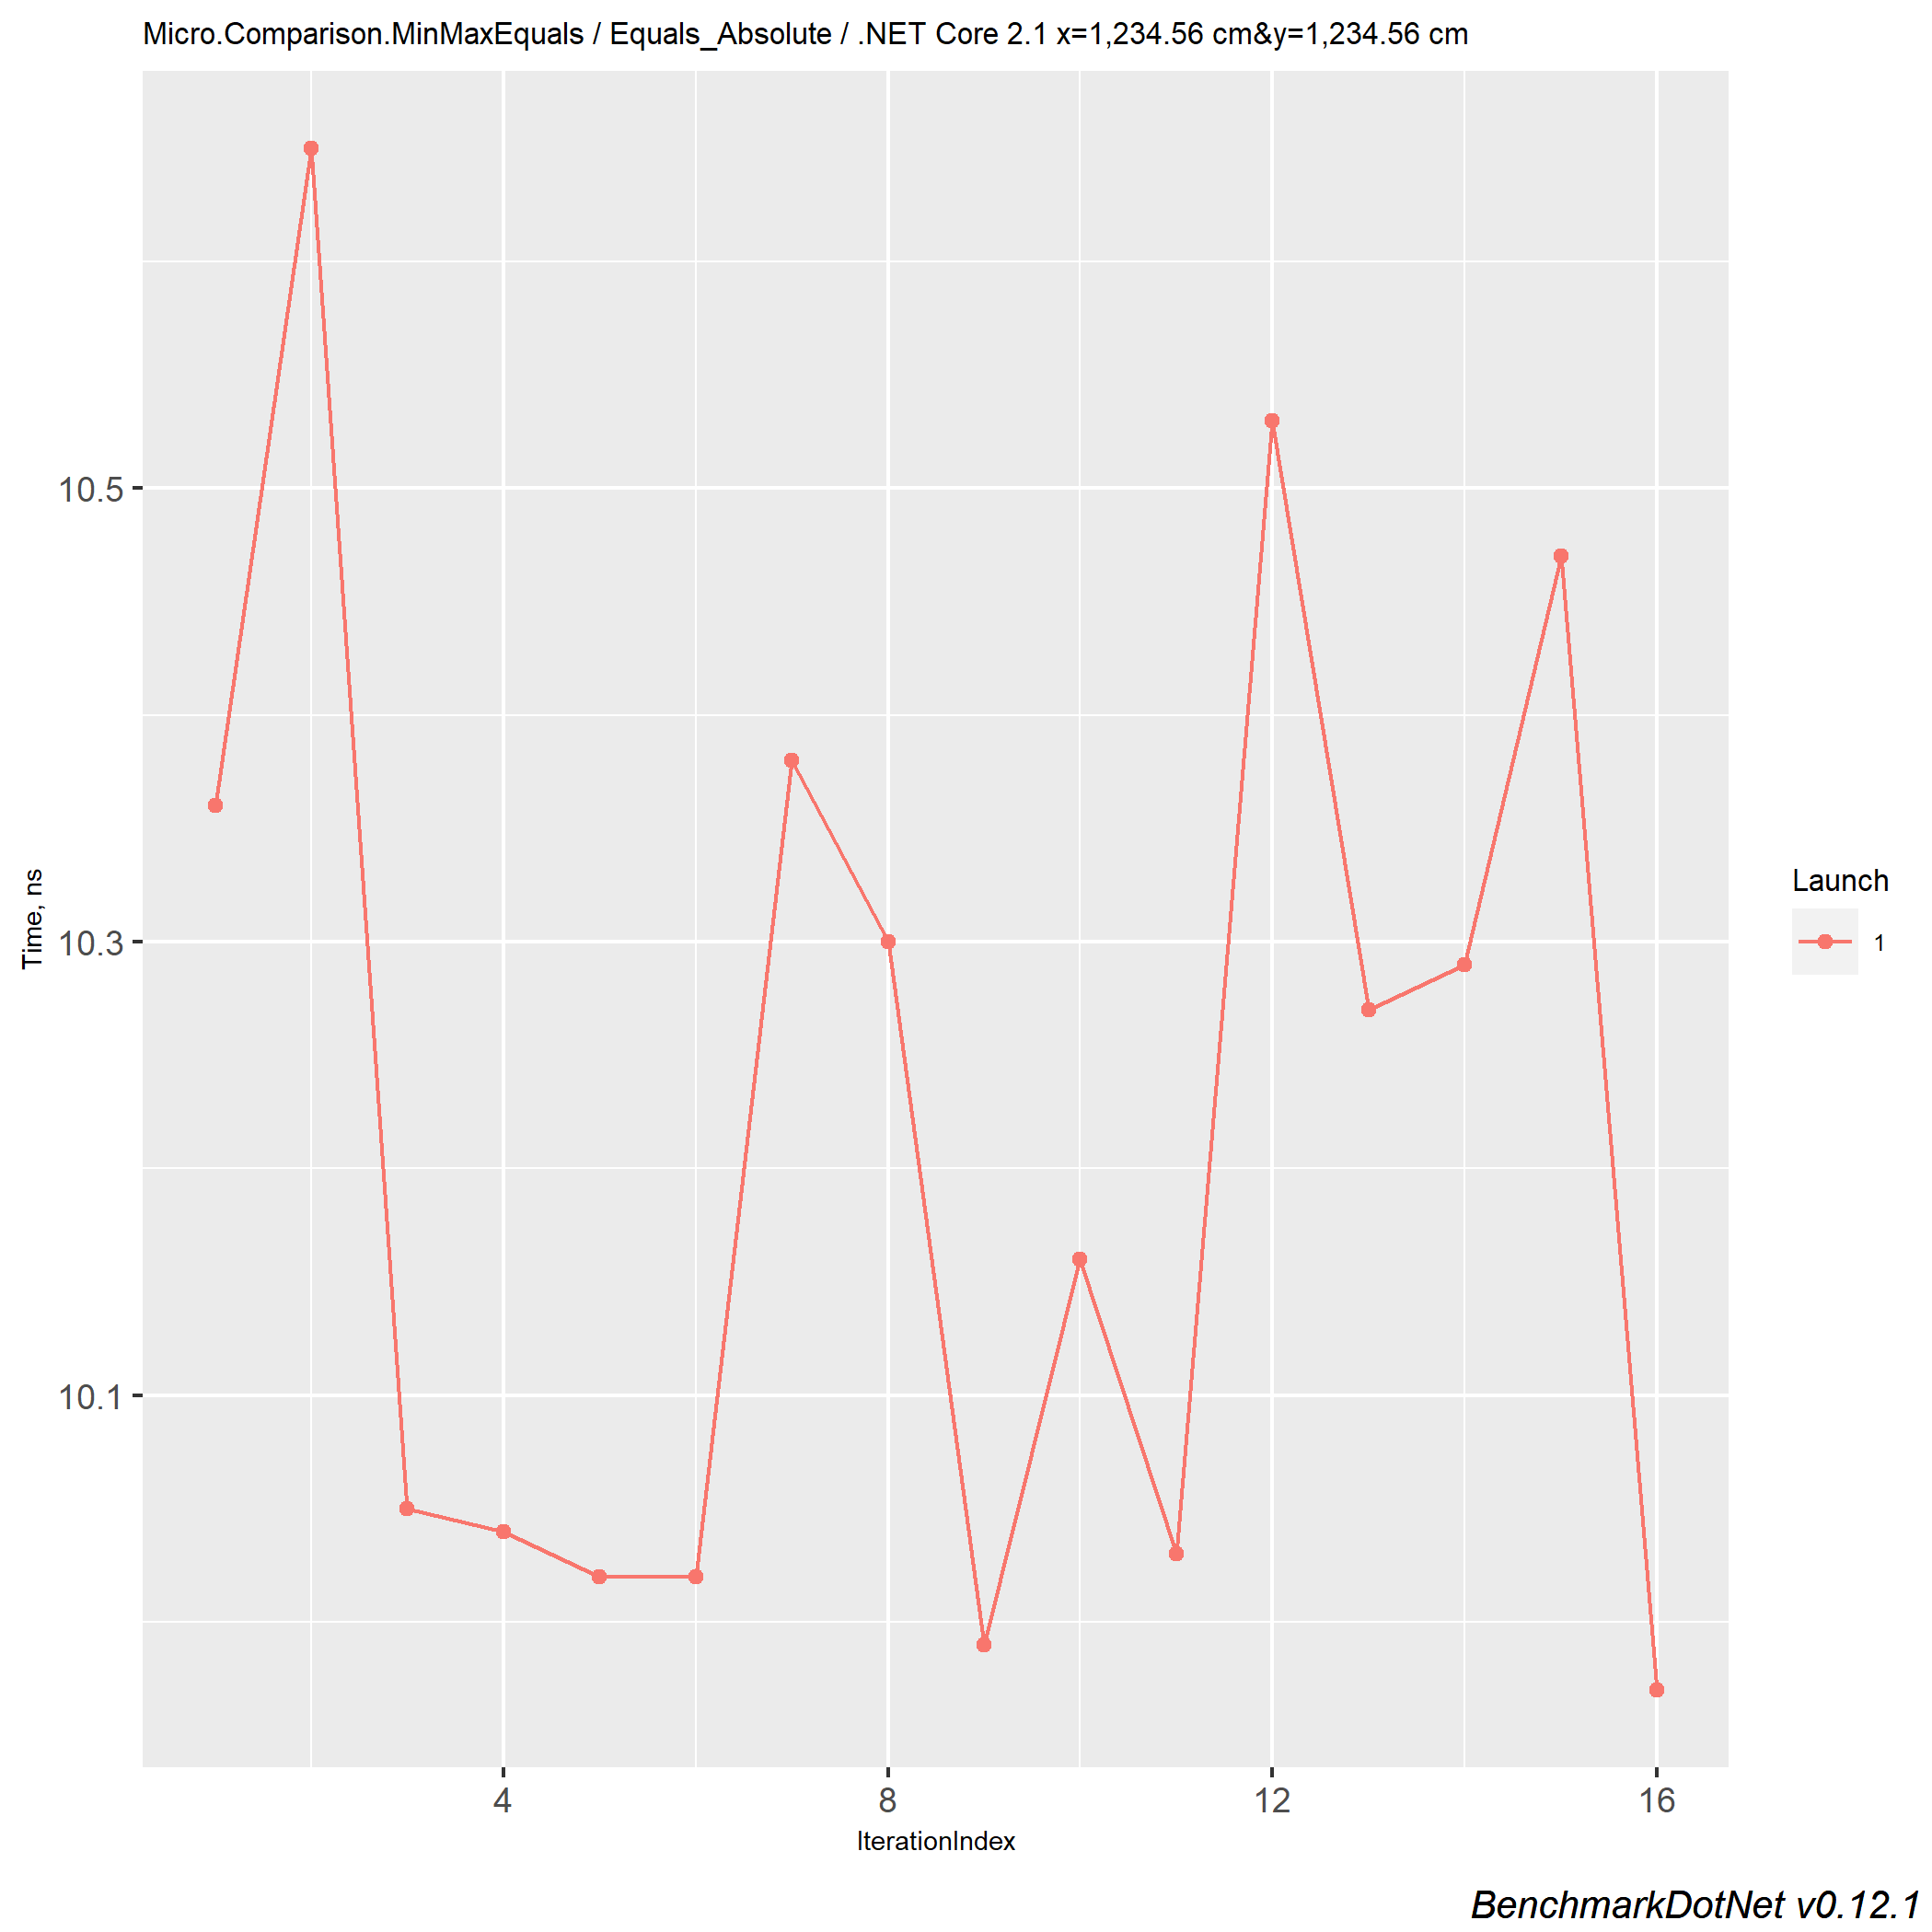 Micro.Comparison.MinMaxEquals / Equals_Absolute / .NET Core 2.1 x=1,234.56 cm&y=1,234.56 cm
Time, ns
10.5
10.3
10.1
4
8
12
16
IterationIndex
Launch
1
BenchmarkDotNet v0.12.1